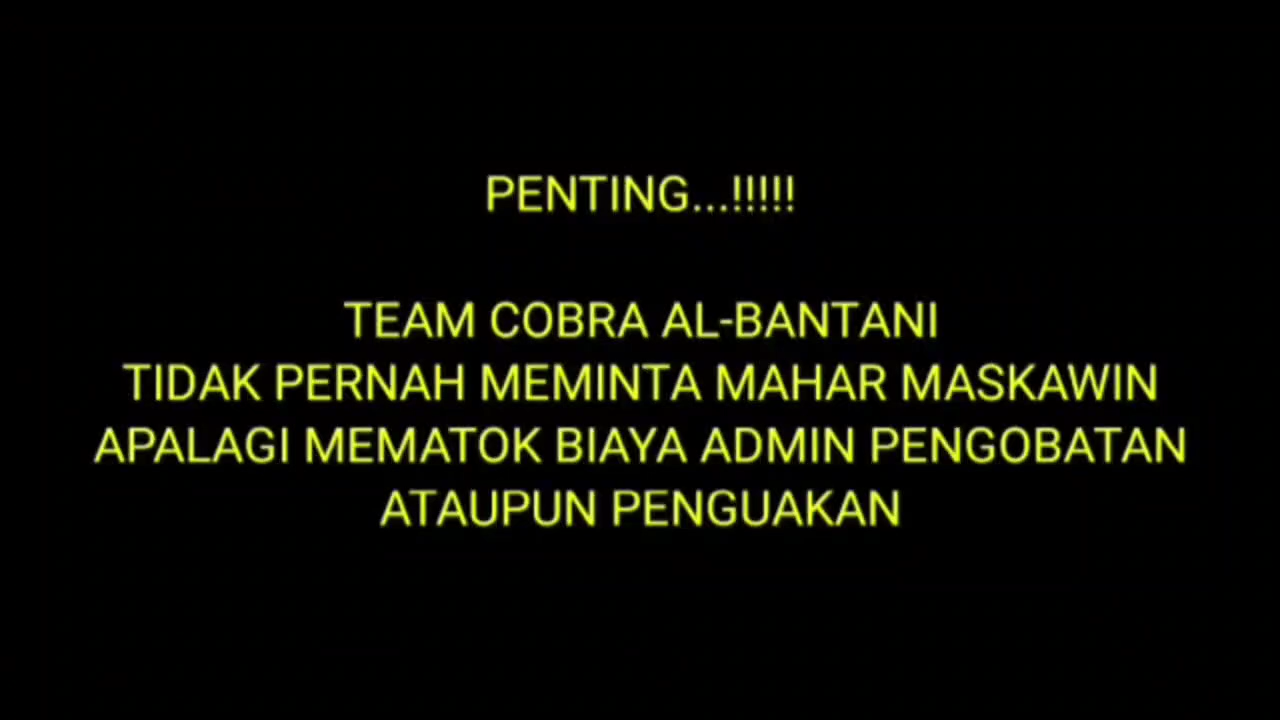 PENTING...!!!!!
TEAM COBRA AL-BANTANI
TIDAK PERNAH MEMINTA MAHAR MASKAWIN
APALAGI MEMATOK BIAYA ADMIN PENGOBATAN
ATAUPUN PENGUAKAN